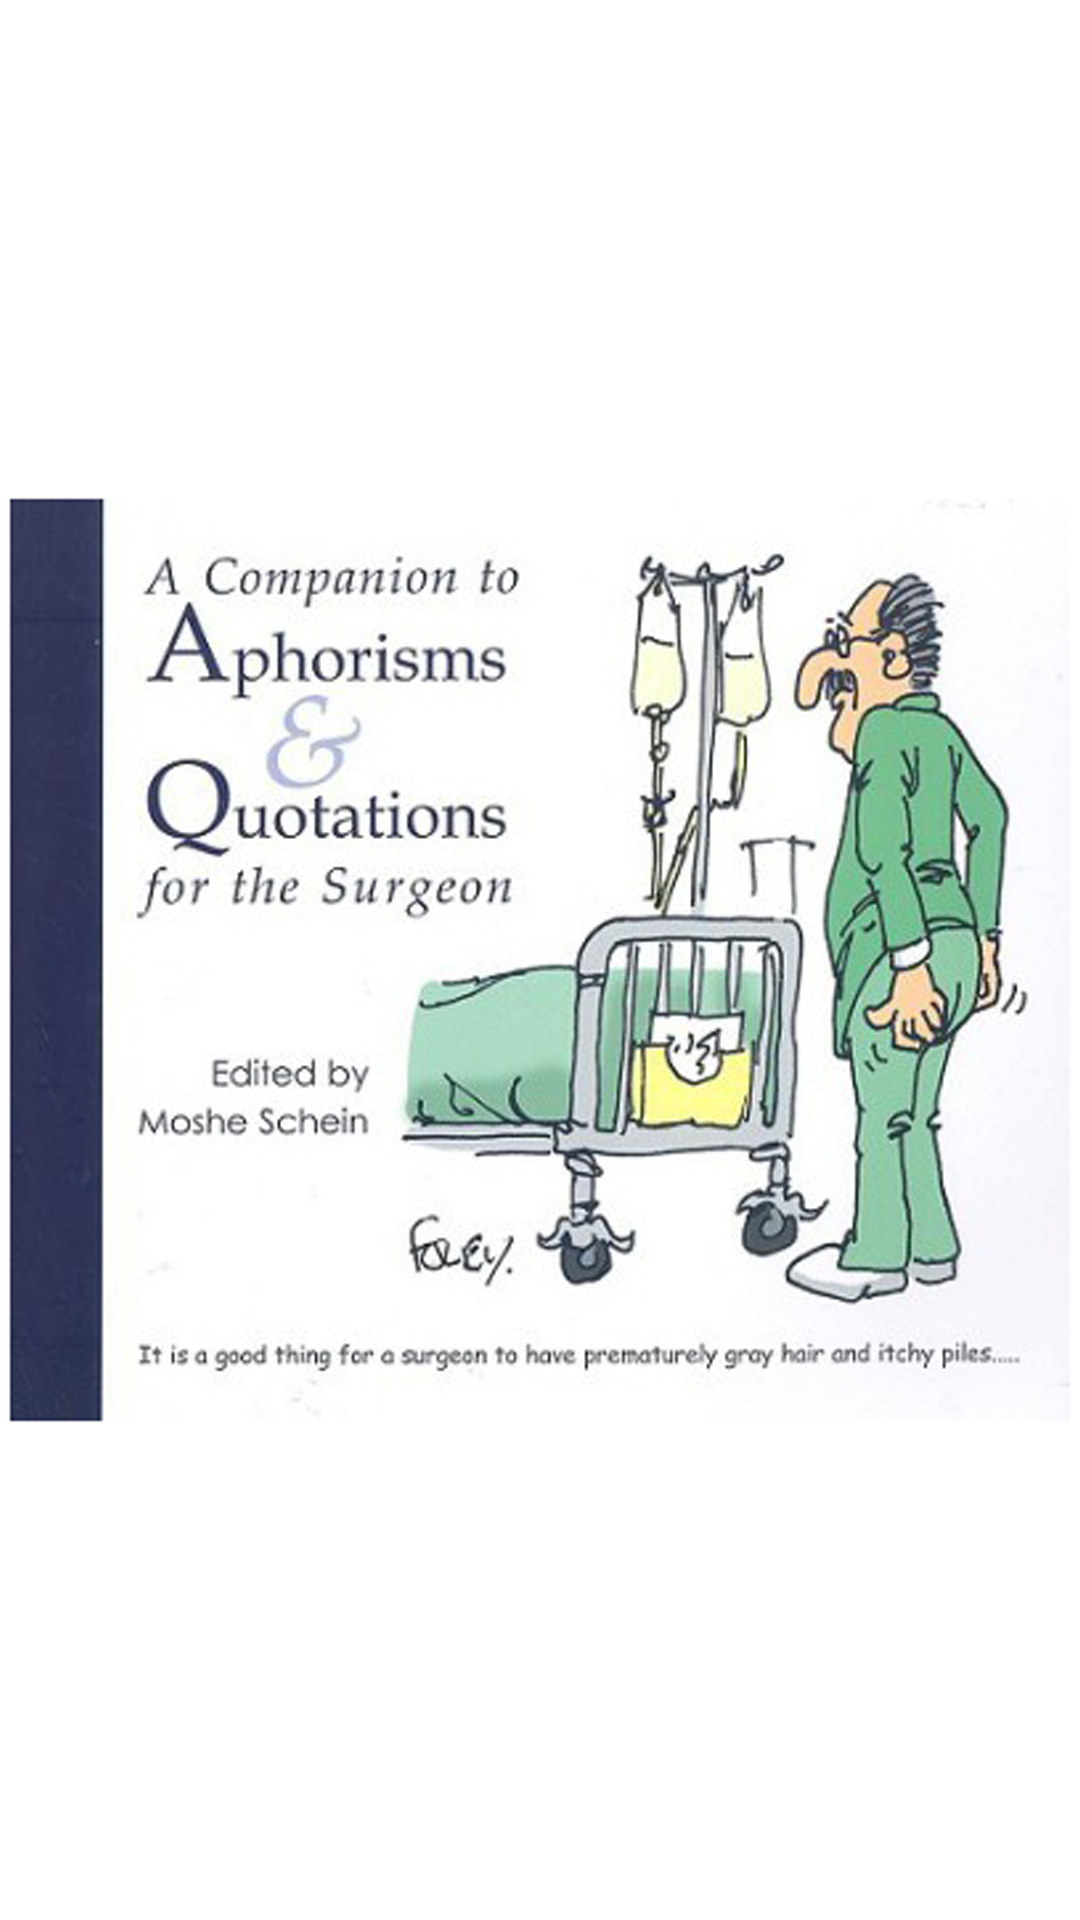 A Companion to
Aphorisms
&
Quotations
for the Surgeon
Edited by
Moshe Schein
FOLEY.
It is a good thing for a surgeon to have prematurely gray hair and itchy piles.....